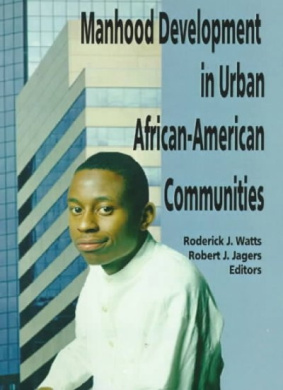 Manhood Development
in Urban
African-American
Communities
Roderick J. Watts
Robert J. Jagers
Editors